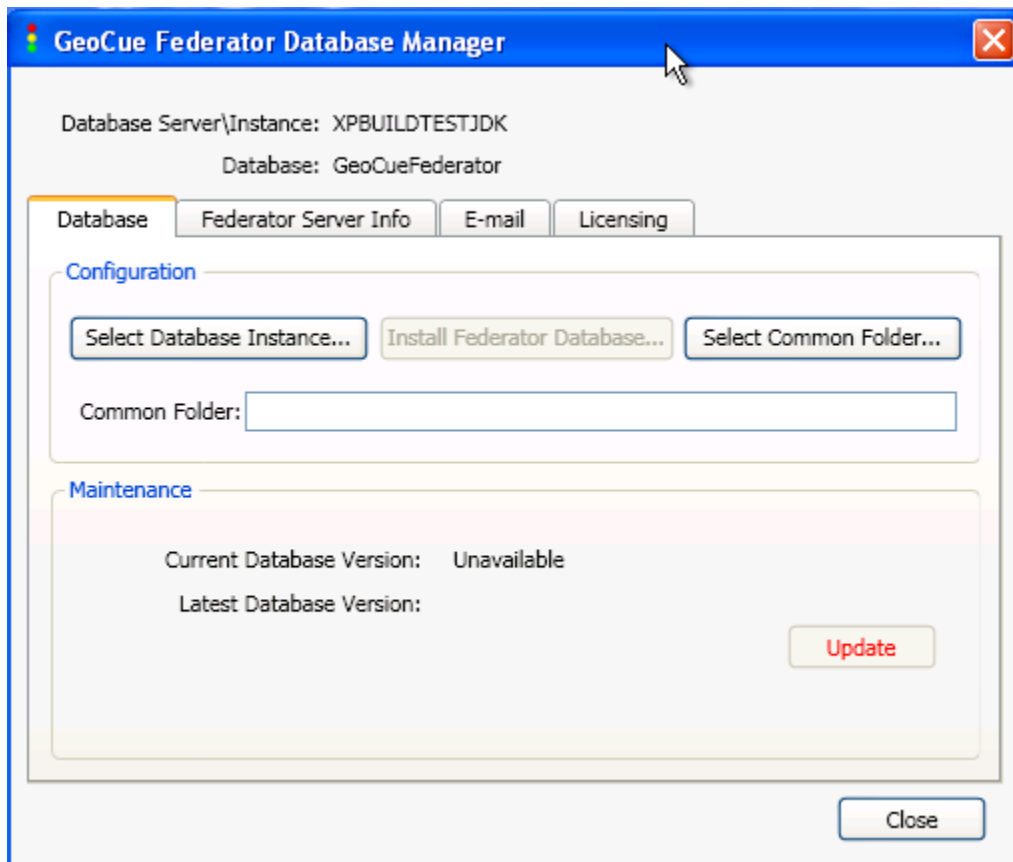 GeoCue Federator Database Manager
Database Server\Instance: XPBUILDTESTJDK
Database: GeoCueFederator
Database Federator Server Info E-mail Licensing
Configuration
Select Database Instance... Install Federator Database... Select Common Folder...
Common Folder:
Maintenance
Current Database Version: Unavailable
Latest Database Version:
Update
Close